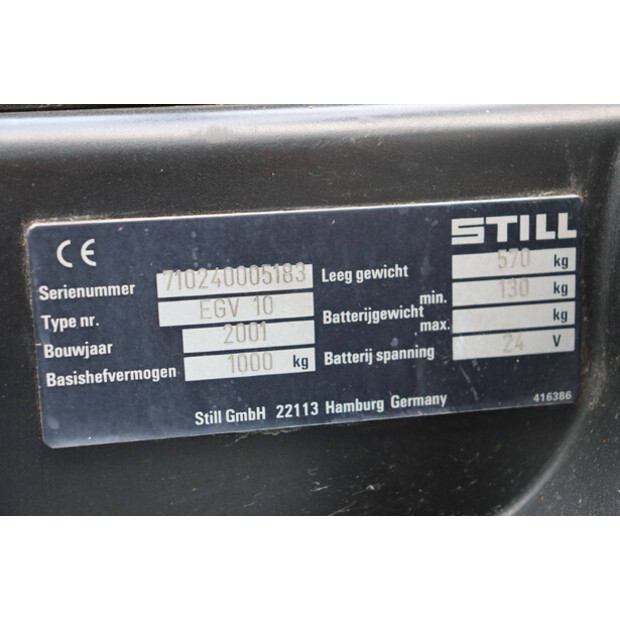 CE
STILL
Serienummer 710240005183
Type nr. EGV 10
Bouwjaar 2001
Basishefvermogen 1000 kg
Leeg gewicht 570 kg
min. 130 kg
Batterijgewicht
max. kg
Batterij spanning 24 V
Still GmbH 22113 Hamburg Germany
416386